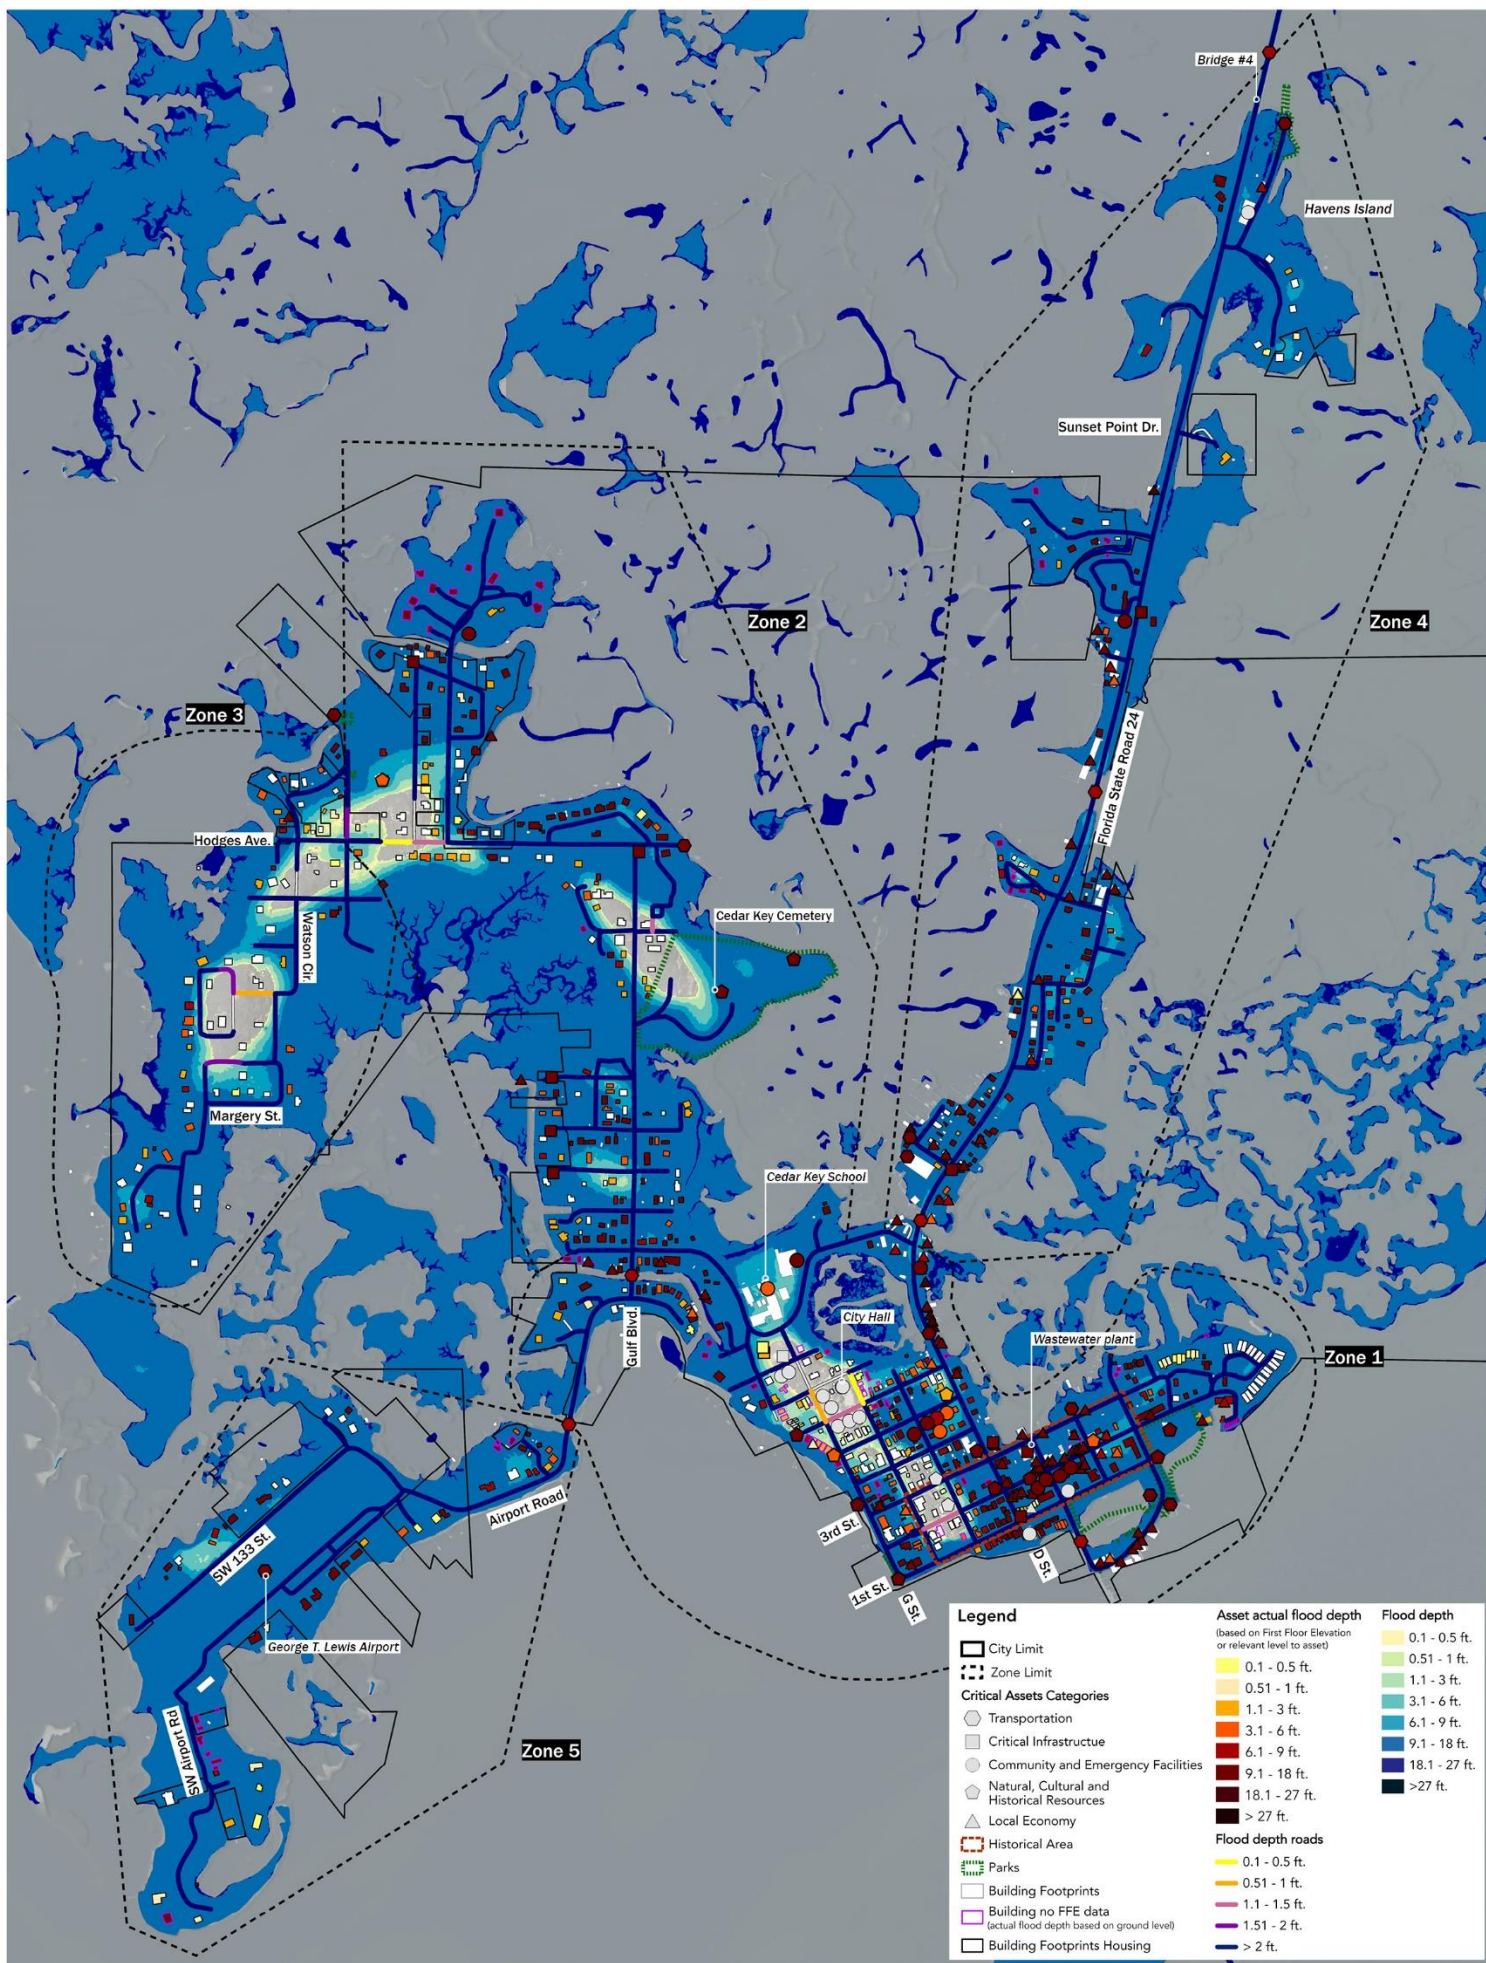 Bridge #4
Havens Island
Sunset Point Dr.
Zone 2
Zone 4
Zone 3
Florida State Road 24
Hodges Ave.
Cedar Key Cemetery
Watson Cir.
Margery St.
Cedar Key School
City Hall
Gulf Blvd.
Wastewater plant
Zone 1
Airport Road
3rd St.
SW 133 St.
D St.
1st St.
G St.
George T. Lewis Airport
SW Airport Rd
Zone 5
Legend
City Limit
Zone Limit
Critical Assets Categories
Transportation
Critical Infrastructue
Community and Emergency Facilities
Natural, Cultural and
Historical Resources
Local Economy
Historical Area
Parks
Building Footprints
Building no FFE data
(actual flood depth based on ground level)
Building Footprints Housing
Asset actual flood depth
(based on First Floor Elevation
or relevant level to asset)
0.1 - 0.5 ft.
0.51 - 1 ft.
1.1 - 3 ft.
3.1 - 6 ft.
6.1 - 9 ft.
9.1 - 18 ft.
18.1 - 27 ft.
> 27 ft.
Flood depth roads
0.1 - 0.5 ft.
0.51 - 1 ft.
1.1 - 1.5 ft.
1.51 - 2 ft.
> 2 ft.
Flood depth
0.1 - 0.5 ft.
0.51 - 1 ft.
1.1 - 3 ft.
3.1 - 6 ft.
6.1 - 9 ft.
9.1 - 18 ft.
18.1 - 27 ft.
>27 ft.